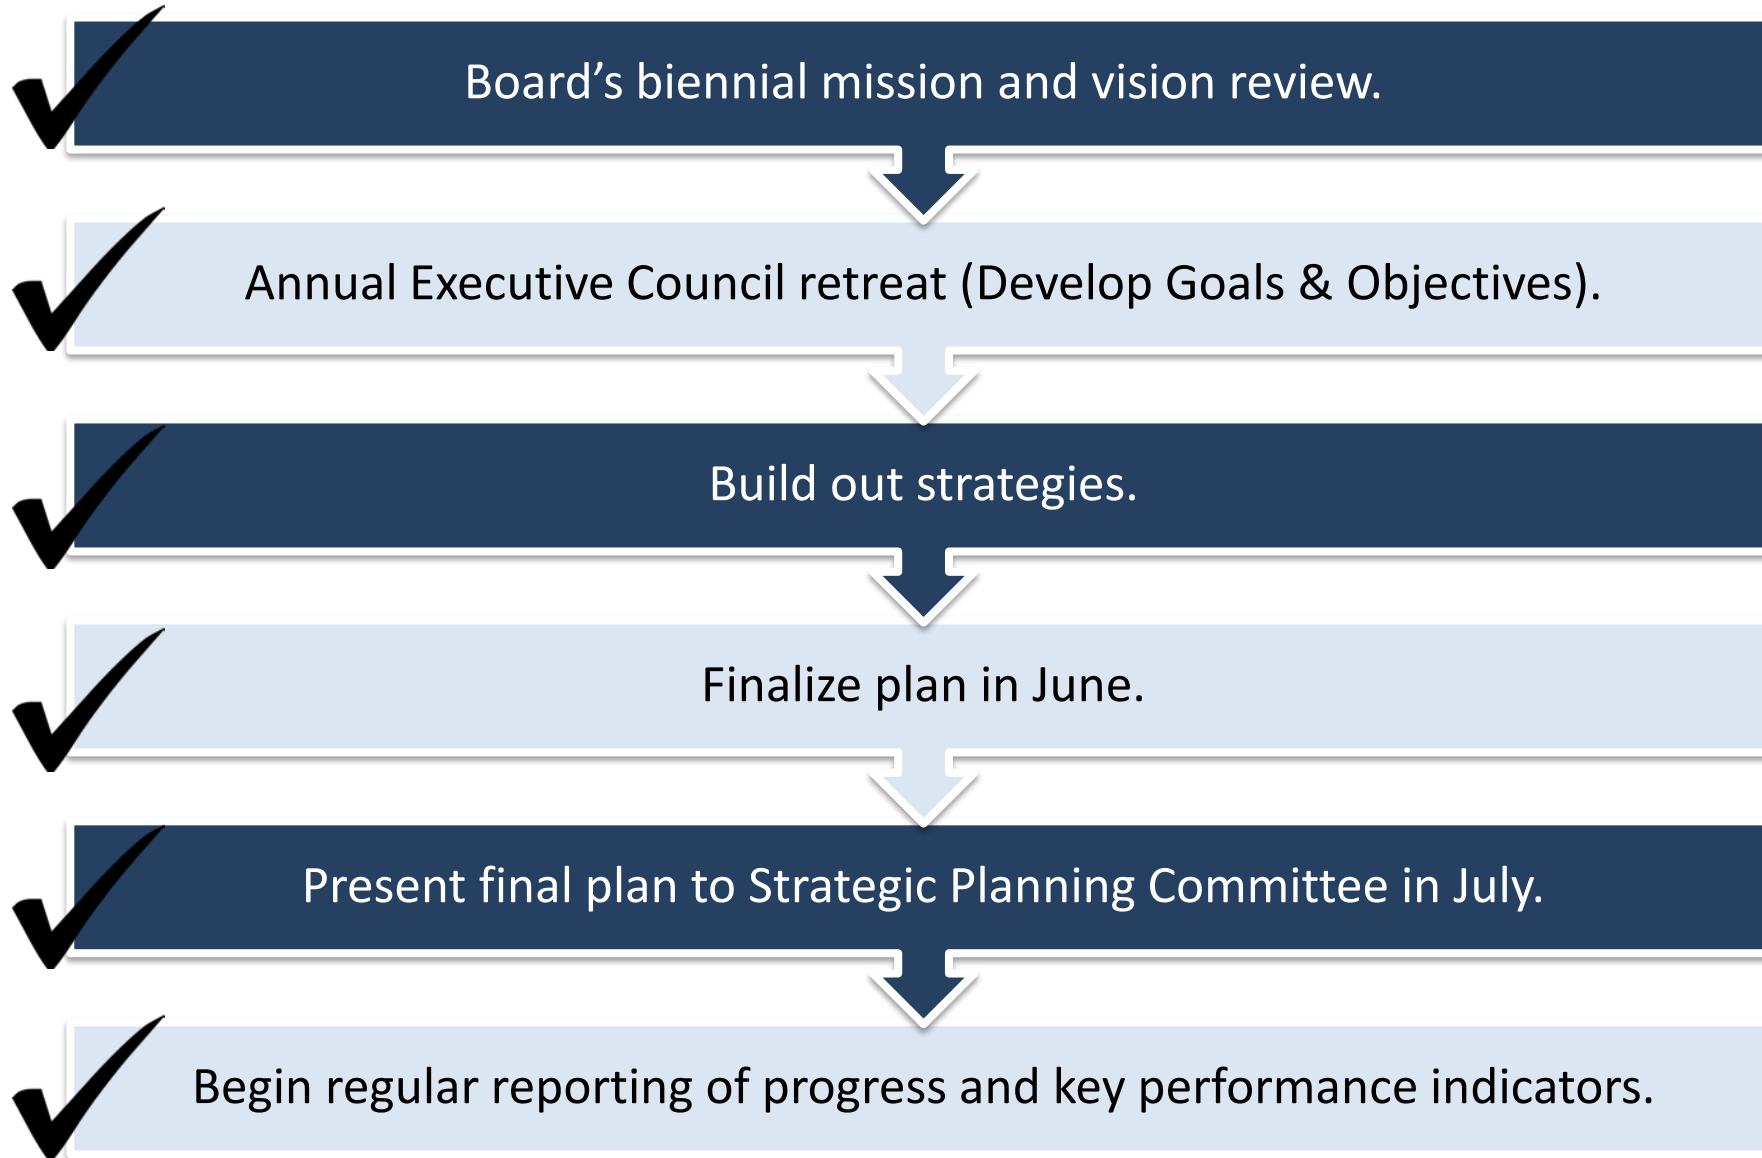 Board’s biennial mission and vision review.
Annual Executive Council retreat (Develop Goals & Objectives).
Build out strategies.
Finalize plan in June.
Present final plan to Strategic Planning Committee in July.
Begin regular reporting of progress and key performance indicators.